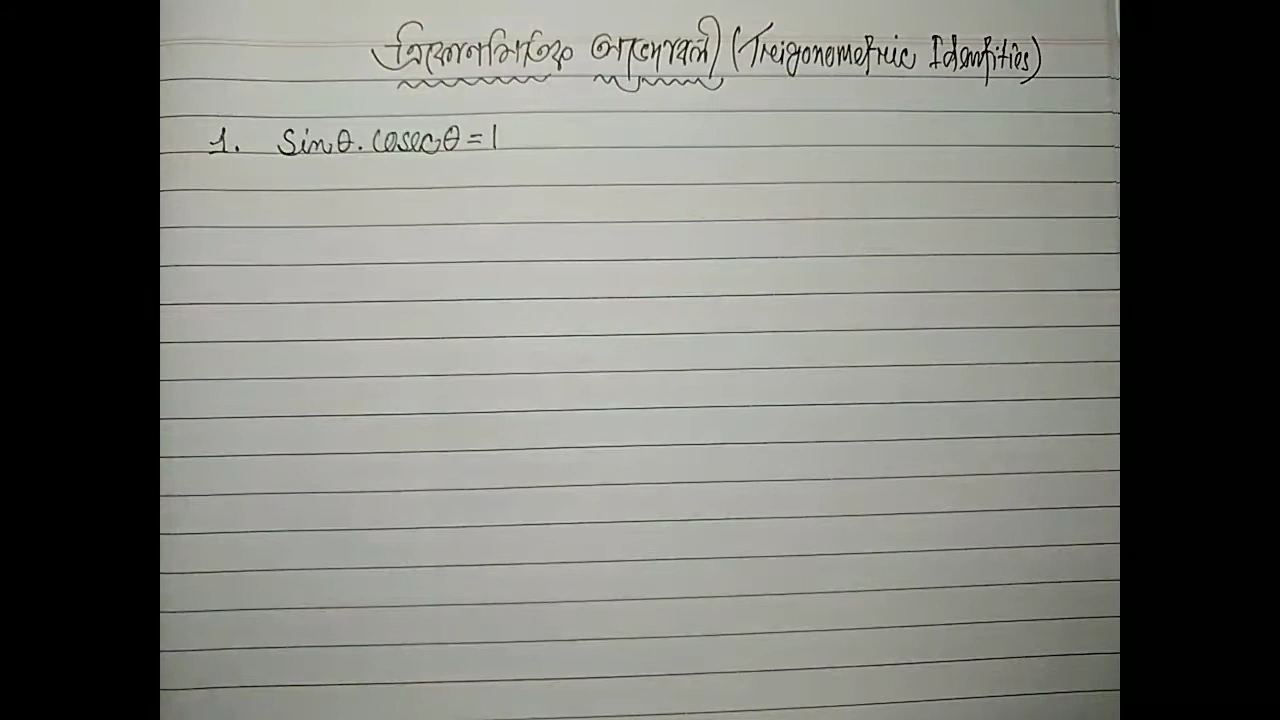 ত্রিকোণমিতিক অভেদাবলী (Treigonometric Identities)
1. Sinθ. Cosecθ = 1